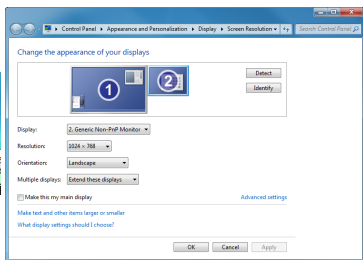 Control Panel ▸ Appearance and Personalization ▸ Display ▸ Screen Resolution
Search Control Panel
Change the appearance of your displays
1
2
Detect
Identify
Display: 2. Generic Non-PnP Monitor
Resolution: 1024 × 768
Orientation: Landscape
Multiple displays: Extend these displays
Make this my main display
Advanced settings
Make text and other items larger or smaller
What display settings should I choose?
OK Cancel Apply